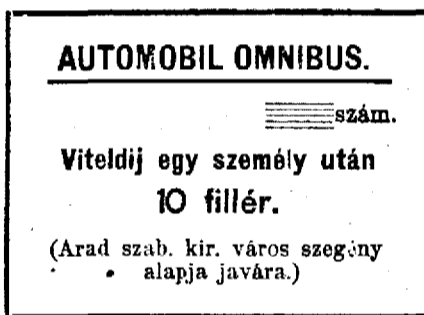 AUTOMOBIL OMNIBUS.
szám.
Viteldij egy személy után
10 fillér.
(Arad szab. kir. város szegény
alapja javára.)